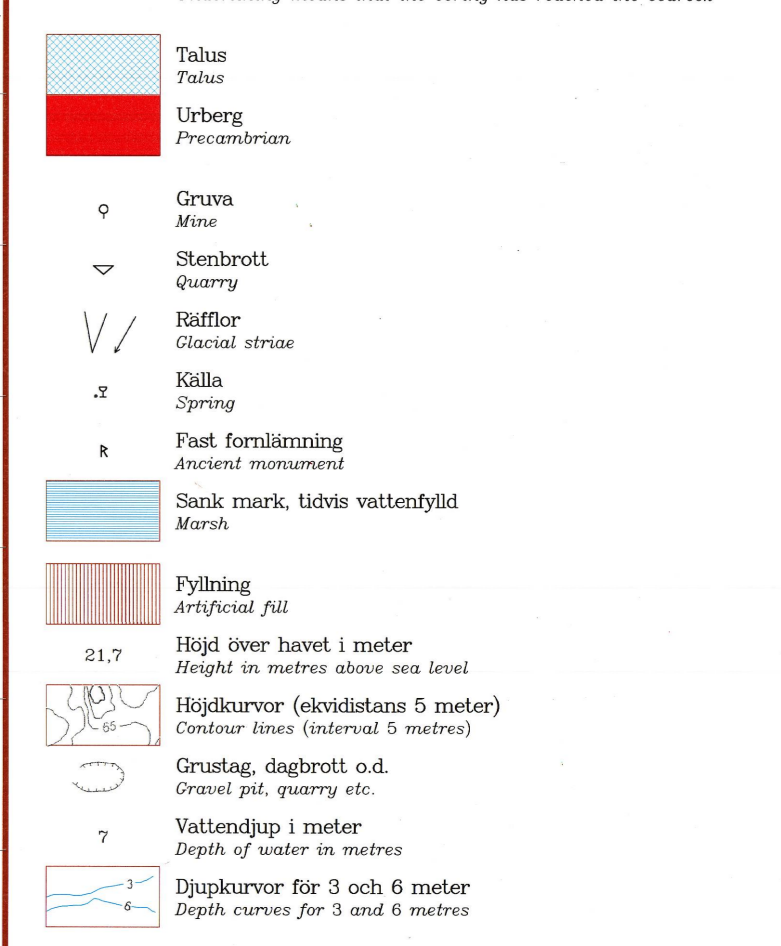 Talus
Talus
Urberg
Precambrian
Gruva
Mine
Stenbrott
Quarry
Räfflor
Glacial striae
Källa
Spring
R
Fast fornlämning
Ancient monument
Sank mark, tidvis vattenfylld
Marsh
Fyllning
Artificial fill
21,7
Höjd över havet i meter
Height in metres above sea level
65
Höjdkurvor (ekvidistans 5 meter)
Contour lines (interval 5 metres)
Grustag, dagbrott o.d.
Gravel pit, quarry etc.
7
Vattendjup i meter
Depth of water in metres
3
6
Djupkurvor för 3 och 6 meter
Depth curves for 3 and 6 metres